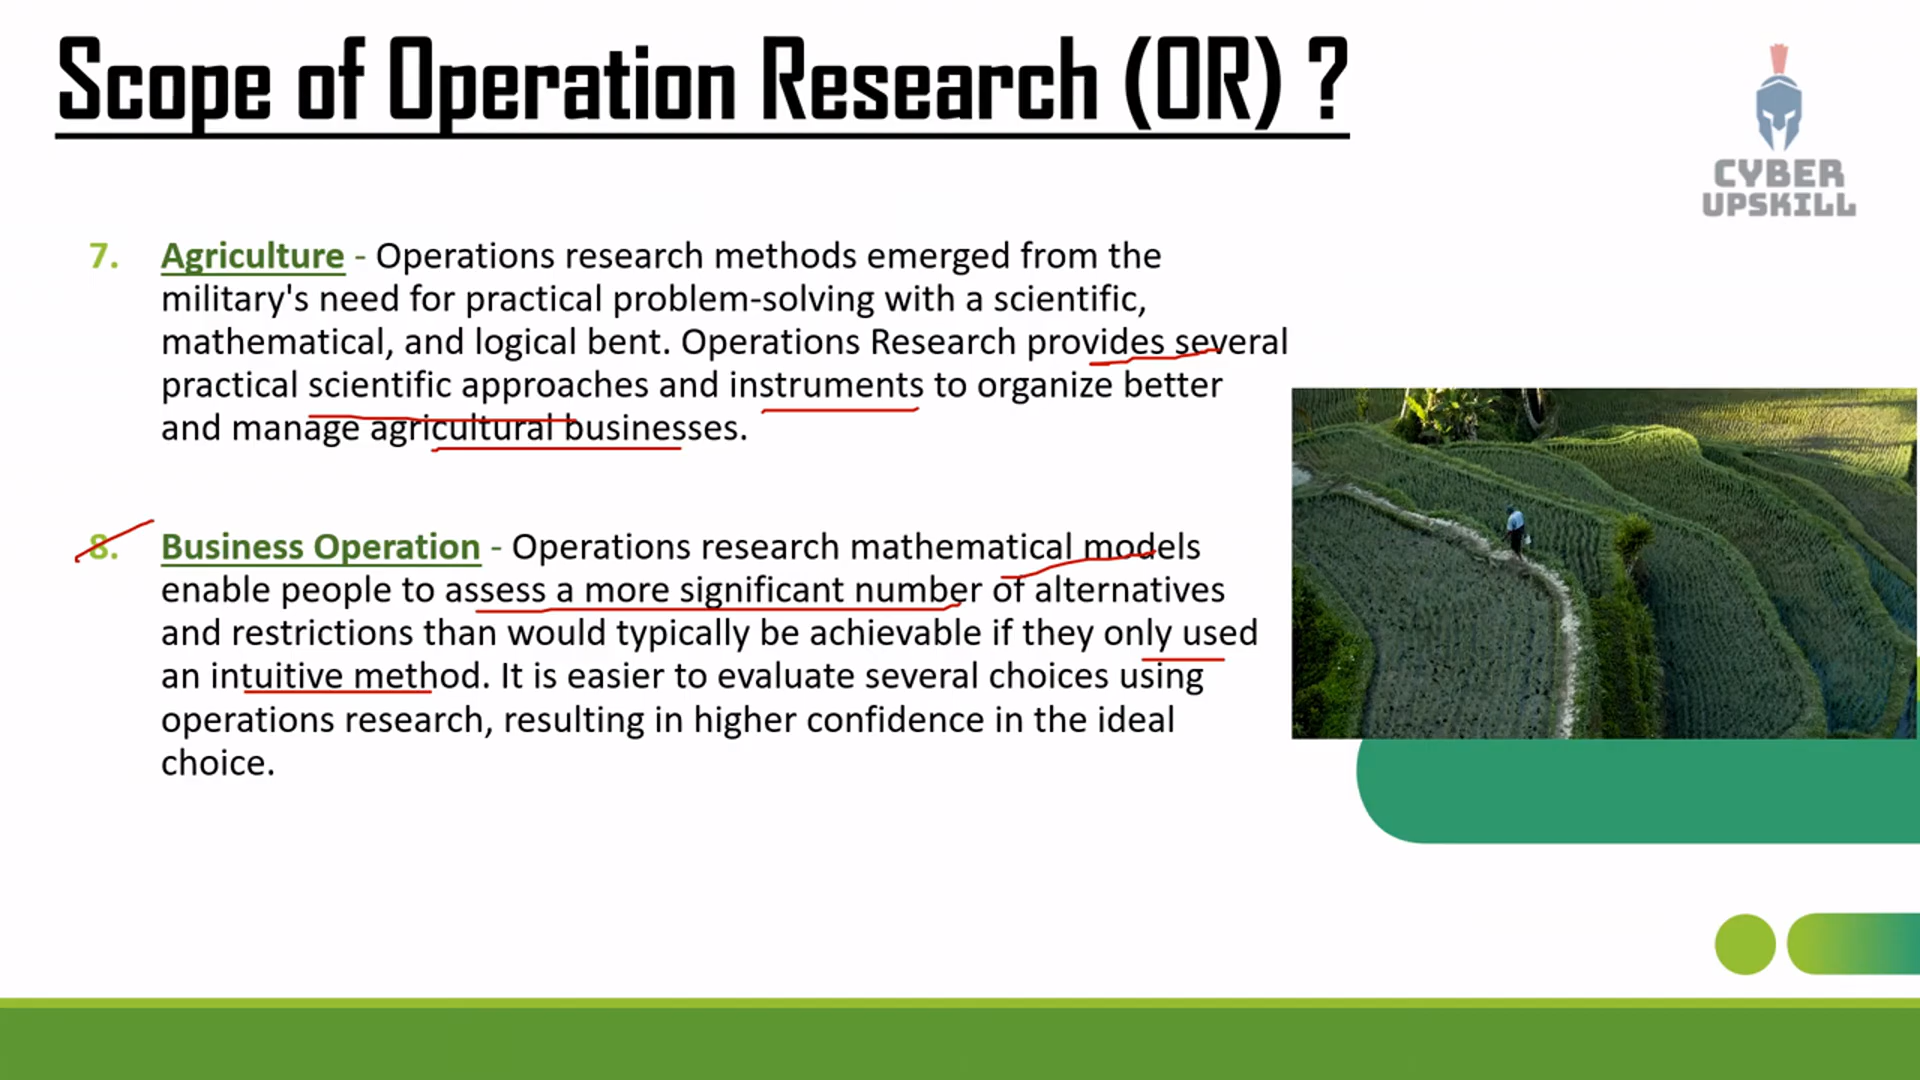 Scope of Operation Research (OR) ?
CYBER
UPSKILL
7. Agriculture - Operations research methods emerged from the
military's need for practical problem-solving with a scientific,
mathematical, and logical bent. Operations Research provides several
practical scientific approaches and instruments to organize better
and manage agricultural businesses.
8. Business Operation - Operations research mathematical models
enable people to assess a more significant number of alternatives
and restrictions than would typically be achievable if they only used
an intuitive method. It is easier to evaluate several choices using
operations research, resulting in higher confidence in the ideal
choice.